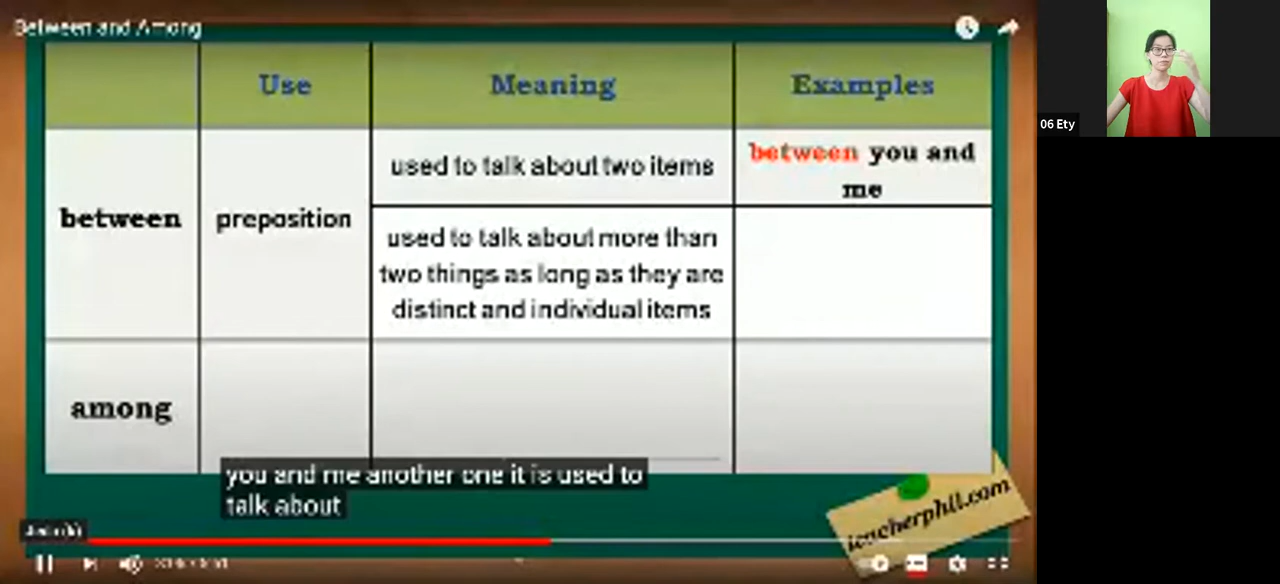 Between and Among
Use
Meaning
Examples
between
preposition
used to talk about two items
between you and
me
used to talk about more than
two things as long as they are
distinct and individual items
among
you and me another one it is used to
talk about
teacherphil.com
06 Ety